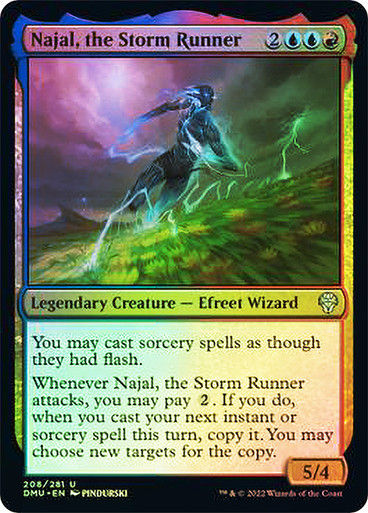 Najal, the Storm Runner 2
Legendary Creature — Efreet Wizard
You may cast sorcery spells as though
they had flash.
Whenever Najal, the Storm Runner
attacks, you may pay 2. If you do,
when you cast your next instant or
sorcery spell this turn, copy it. You may
choose new targets for the copy.
5/4
208/281 U
DMU • EN PINDURSKI
™ & © 2022 Wizards of the Coast